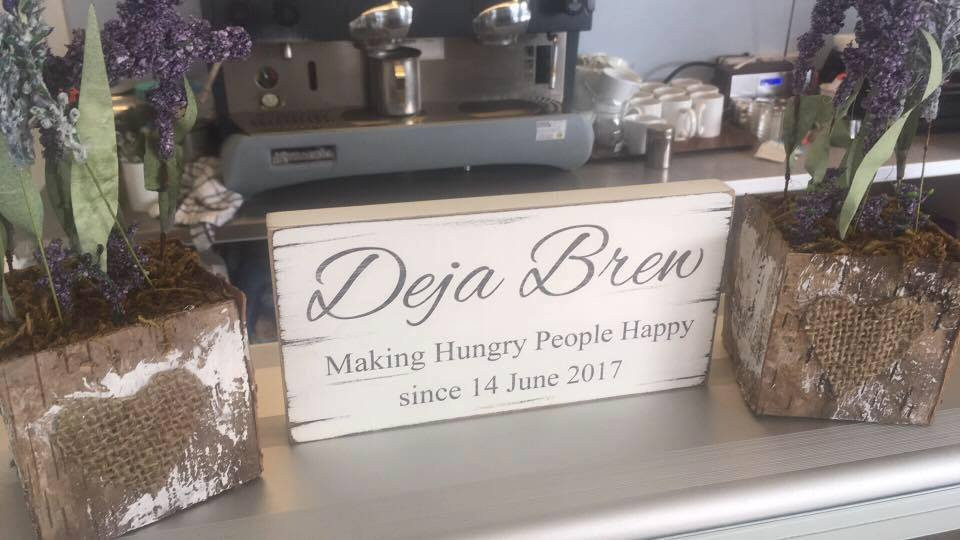 Deja Brew
Making Hungry People Happy
since 14 June 2017